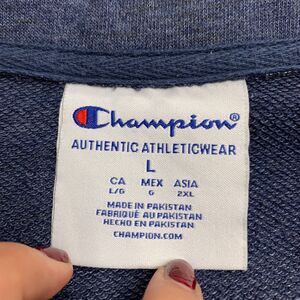 Champion®
AUTHENTIC ATHLETICWEAR
L
CA MEX ASIA
L/G G 2XL
MADE IN PAKISTAN
FABRIQUÉ AU PAKISTAN
HECHO EN PAKISTAN
CHAMPION.COM